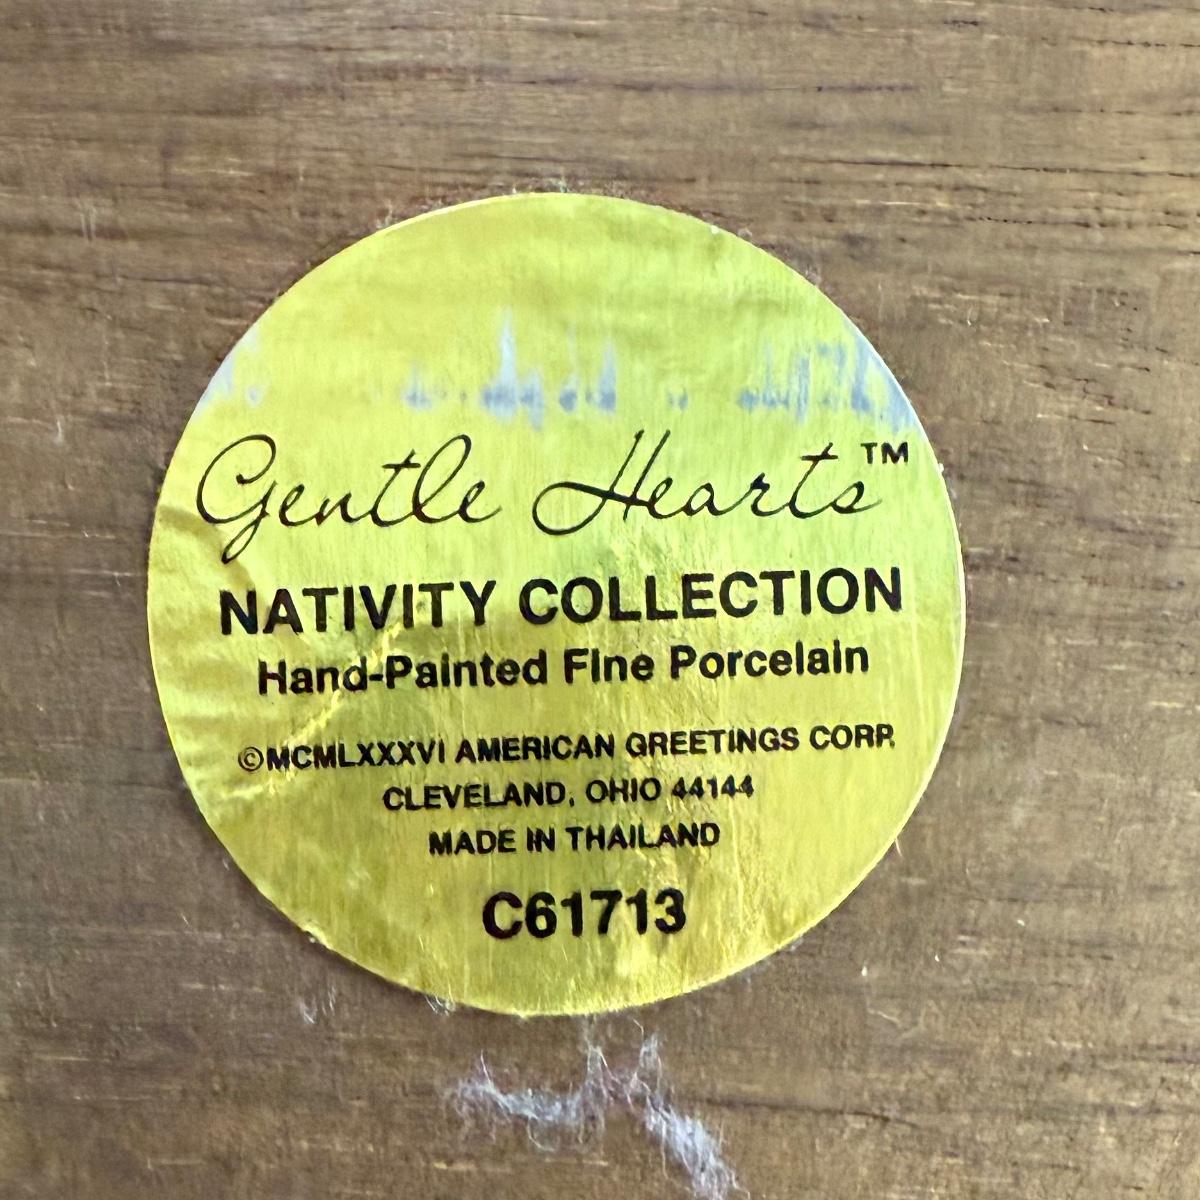 Gentle Hearts™
NATIVITY COLLECTION
Hand-Painted Fine Porcelain
©MCMLXXXVI AMERICAN GREETINGS CORP.
CLEVELAND, OHIO 44144
MADE IN THAILAND
C61713